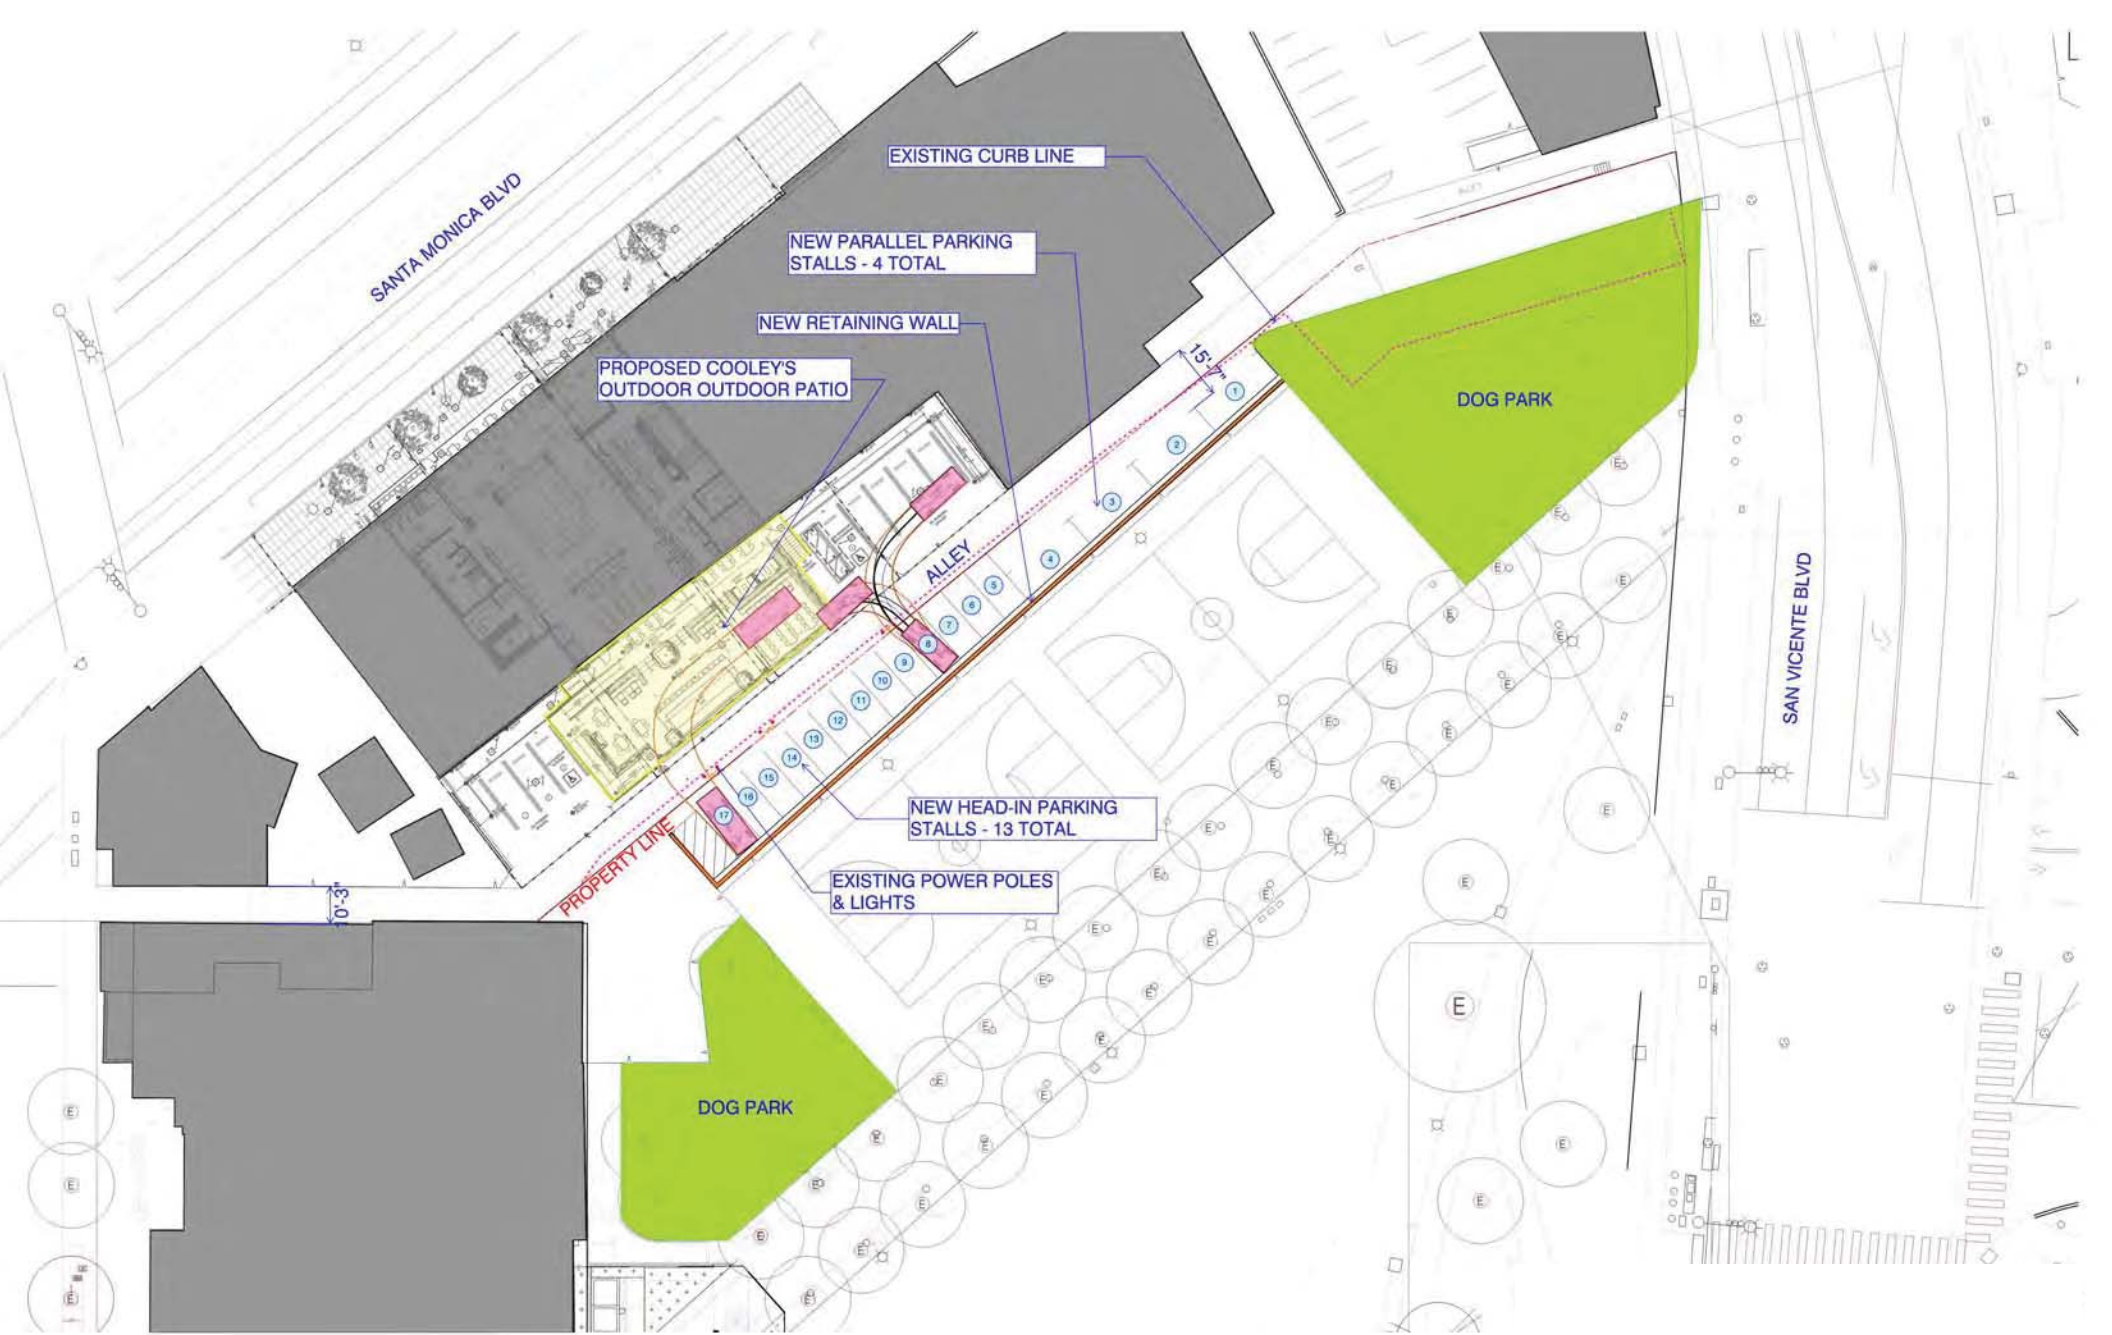 EXISTING CURB LINE
SANTA MONICA BLVD
NEW PARALLEL PARKING
STALLS - 4 TOTAL
NEW RETAINING WALL
PROPOSED COOLEY'S
OUTDOOR OUTDOOR PATIO
15'-7"
DOG PARK
1
2
3
4
5
6
7
8
9
10
11
12
13
14
15
16
17
ALLEY
SAN VICENTE BLVD
NEW HEAD-IN PARKING
STALLS - 13 TOTAL
PROPERTY LINE
EXISTING POWER POLES
& LIGHTS
10'-3"
E
DOG PARK